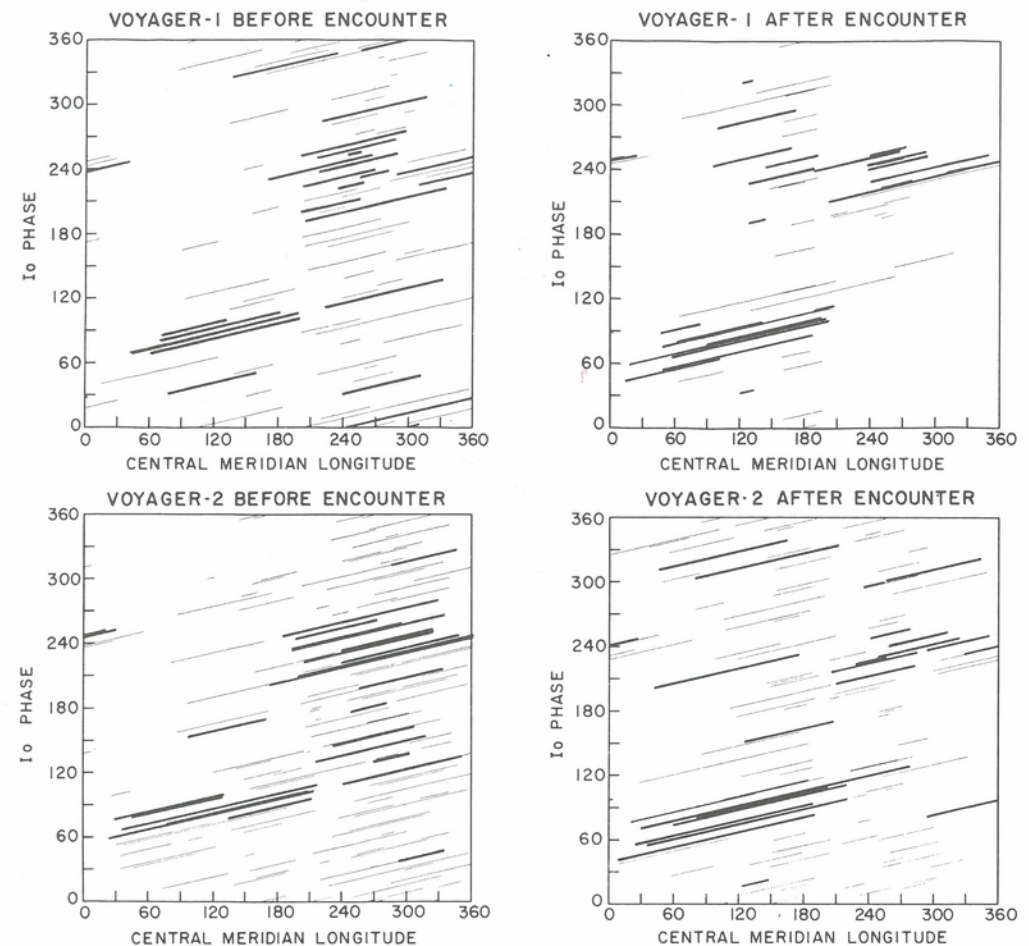 VOYAGER-1 BEFORE ENCOUNTER
360
300
240
180
120
60
0
Io PHASE
0 60 120 180 240 300 360
CENTRAL MERIDIAN LONGITUDE
VOYAGER-1 AFTER ENCOUNTER
360
300
240
180
120
60
0
Io PHASE
0 60 120 180 240 300 360
CENTRAL MERIDIAN LONGITUDE
VOYAGER-2 BEFORE ENCOUNTER
360
300
240
180
120
60
0
Io PHASE
0 60 120 180 240 300 360
CENTRAL MERIDIAN LONGITUDE
VOYAGER-2 AFTER ENCOUNTER
360
300
240
180
120
60
0
Io PHASE
0 60 120 180 240 300 360
CENTRAL MERIDIAN LONGITUDE